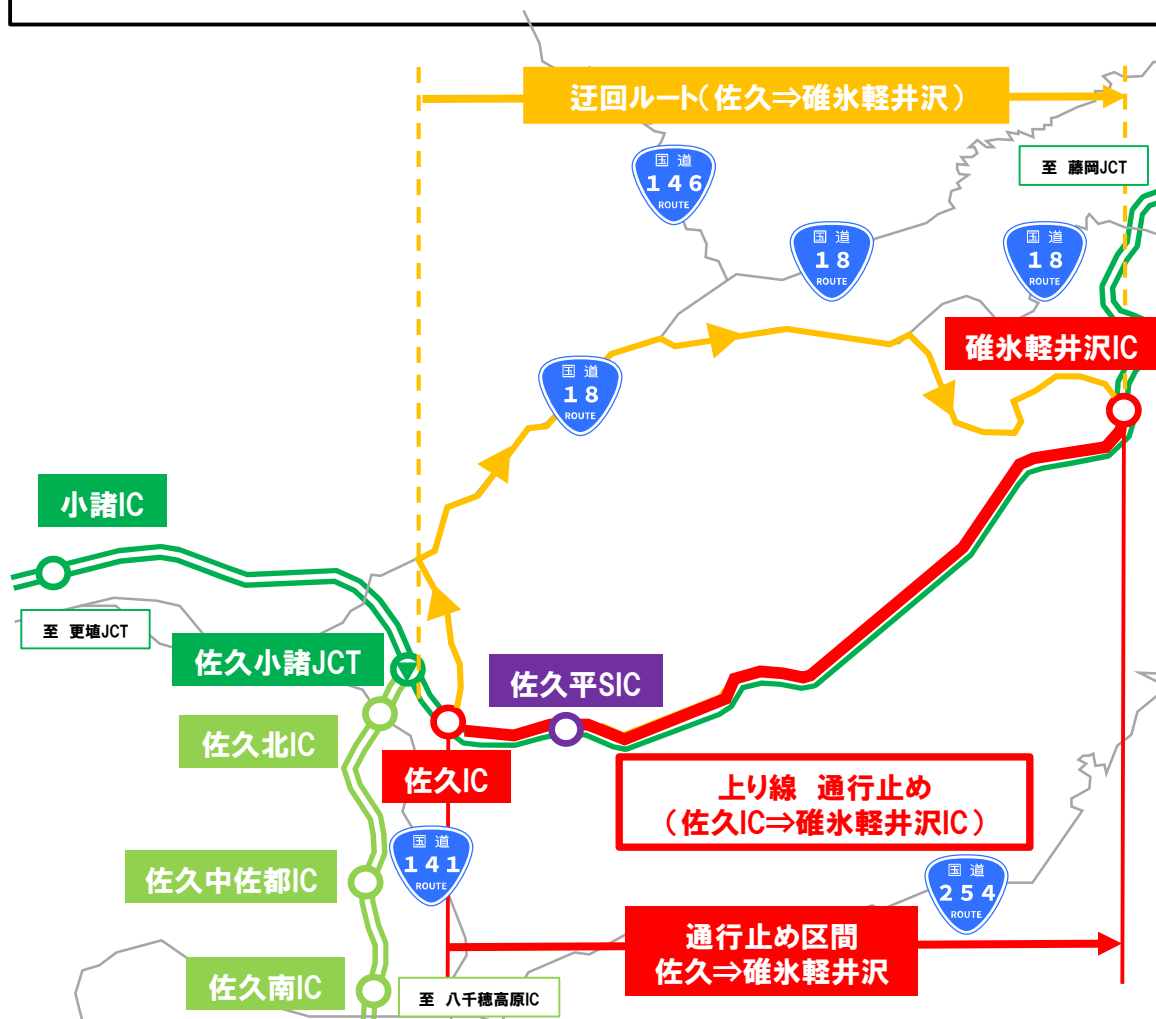 迂回ルート(佐久⇒碓氷軽井沢)
国道
146
ROUTE
至 藤岡JCT
国道
18
ROUTE
国道
18
ROUTE
碓氷軽井沢IC
国道
18
ROUTE
小諸IC
至 更埴JCT
佐久小諸JCT
佐久平SIC
佐久北IC
佐久IC
上り線 通行止め
(佐久IC⇒碓氷軽井沢IC)
国道
141
ROUTE
佐久中佐都IC
国道
254
ROUTE
通行止め区間
佐久⇒碓氷軽井沢
佐久南IC
至 八千穂高原IC